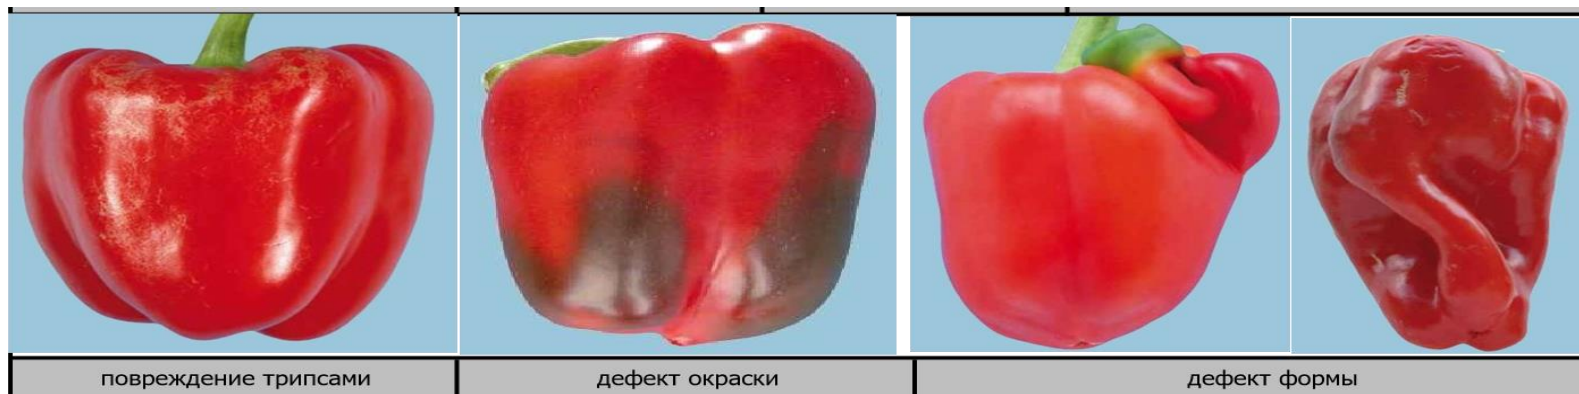 повреждение трипсами
дефект окраски
дефект формы